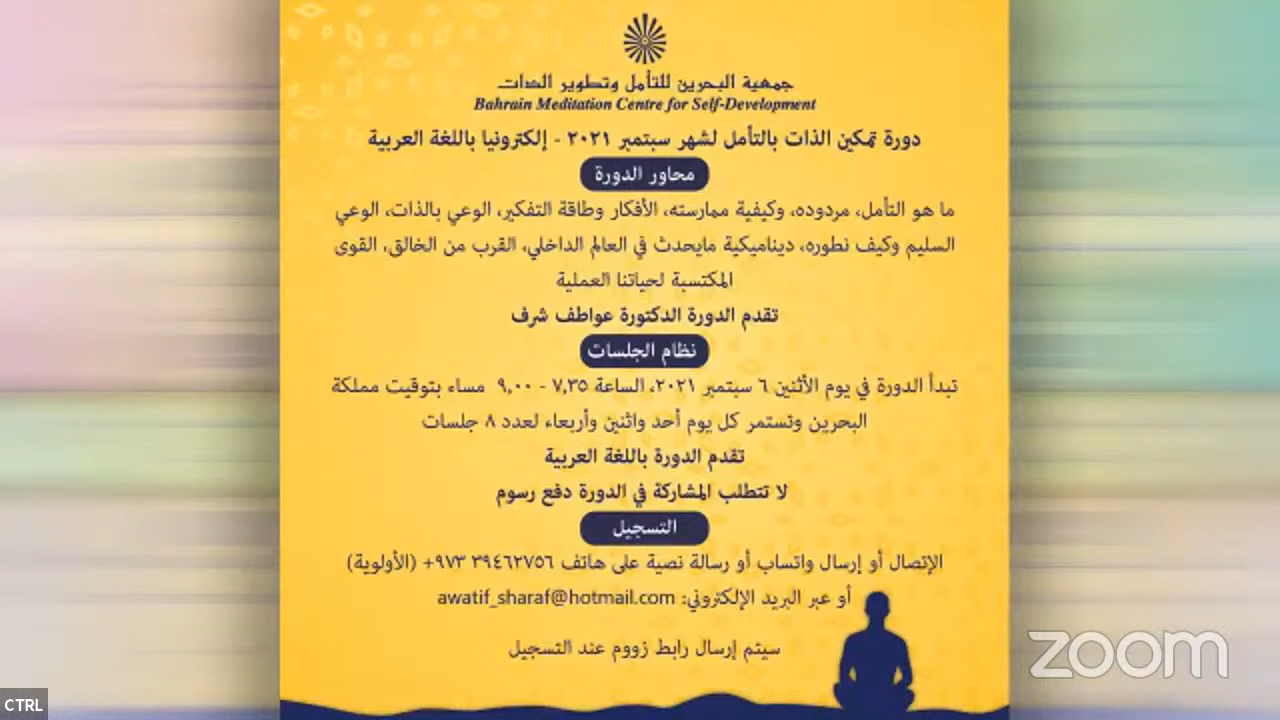 جمعية البحرين للتأمل وتطوير الذات
Bahrain Meditation Centre for Self-Development
دورة تمكين الذات بالتأمل لشهر سبتمبر ٢٠٢١ - إلكترونيا باللغة العربية
محاور الدورة
ما هو التأمل، مردوده، وكيفية ممارسته، الأفكار وطاقة التفكير، الوعي بالذات، الوعي
السليم وكيف نطوره، ديناميكية مايحدث في العالم الداخلي، القرب من الخالق، القوى
المكتسبة لحياتنا العملية
تقدم الدورة الدكتورة عواطف شرف
نظام الجلسات
تبدأ الدورة في يوم الأثنين ٦ سبتمبر ٢٠٢١، الساعة ٧,٣٥ - ٩,٠٠ مساء بتوقيت مملكة
البحرين وتستمر كل يوم أحد واثنين وأربعاء لعدد ٨ جلسات
تقدم الدورة باللغة العربية
لا تتطلب المشاركة في الدورة دفع رسوم
التسجيل
الإتصال أو إرسال واتساب أو رسالة نصية على هاتف ٣٩٤٦٢٧٥٦ ٩٧٣+ (الأولوية)
أو عبر البريد الإلكتروني: awatif_sharaf@hotmail.com
سيتم إرسال رابط زووم عند التسجيل
zoom
CTRL